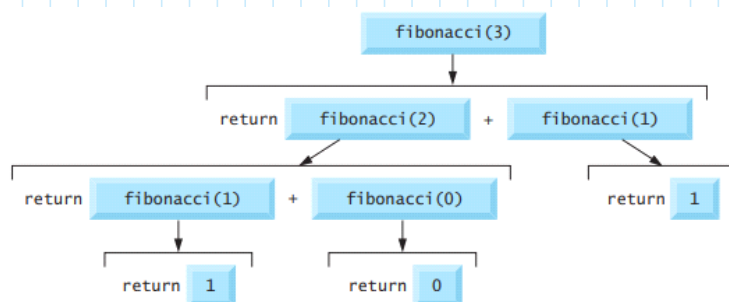 fibonacci(3)
return fibonacci(2) + fibonacci(1)
return fibonacci(1) + fibonacci(0) return 1
return 1 return 0